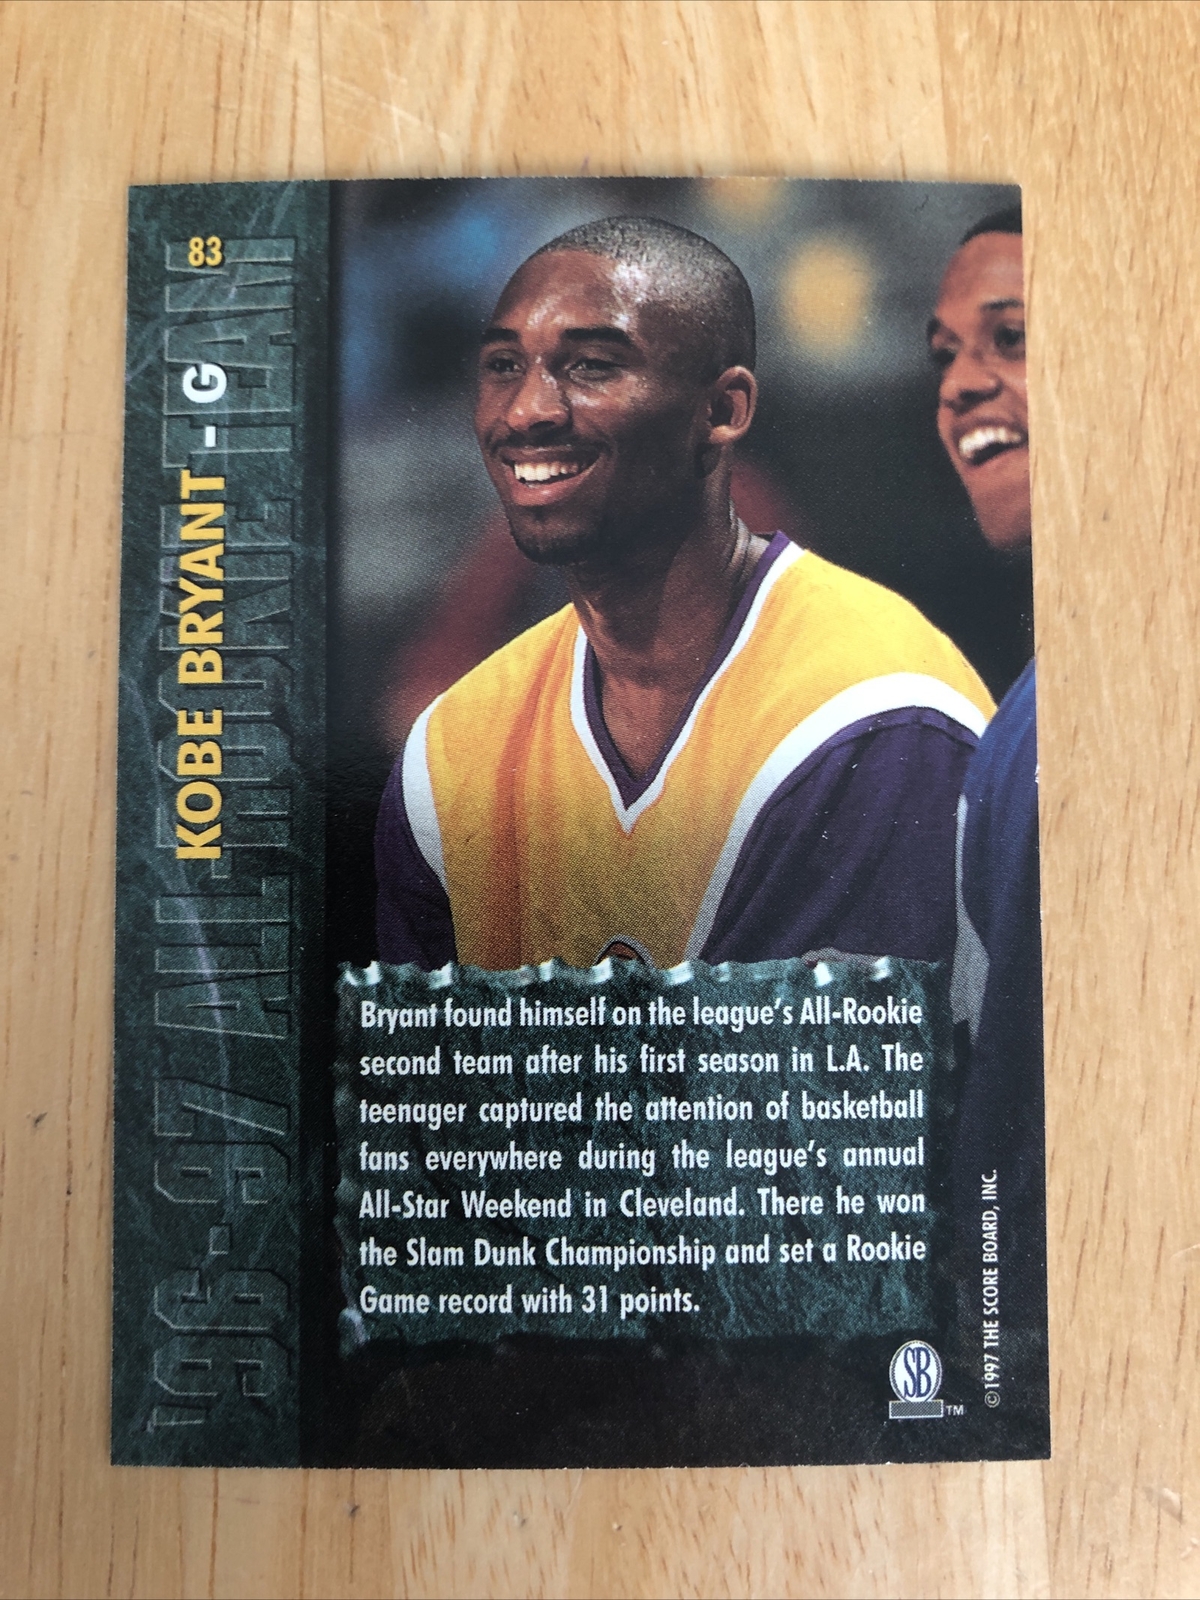 83
KOBE BRYANT - G
'96-'97 ALL-ROOKIE TEAM
Bryant found himself on the league's All-Rookie
second team after his first season in L.A. The
teenager captured the attention of basketball
fans everywhere during the league's annual
All-Star Weekend in Cleveland. There he won
the Slam Dunk Championship and set a Rookie
Game record with 31 points.
SB
TM
©1997 THE SCORE BOARD, INC.